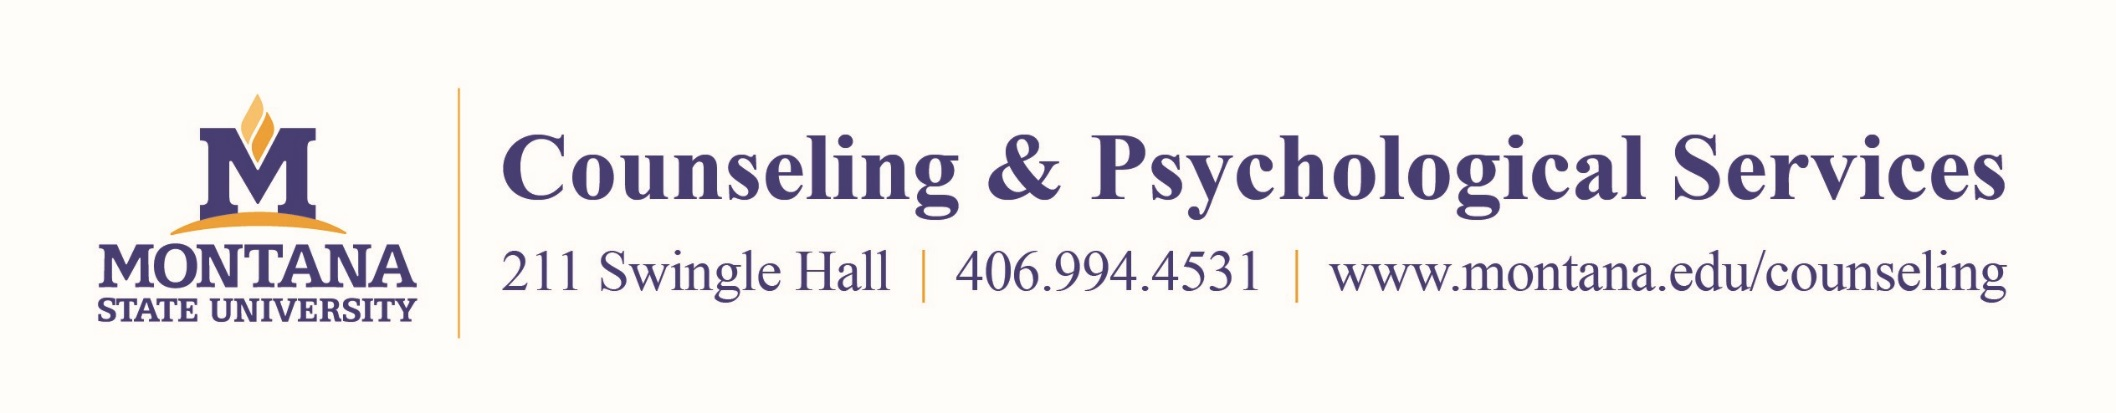 M
MONTANA
STATE UNIVERSITY
Counseling & Psychological Services
211 Swingle Hall | 406.994.4531 | www.montana.edu/counseling